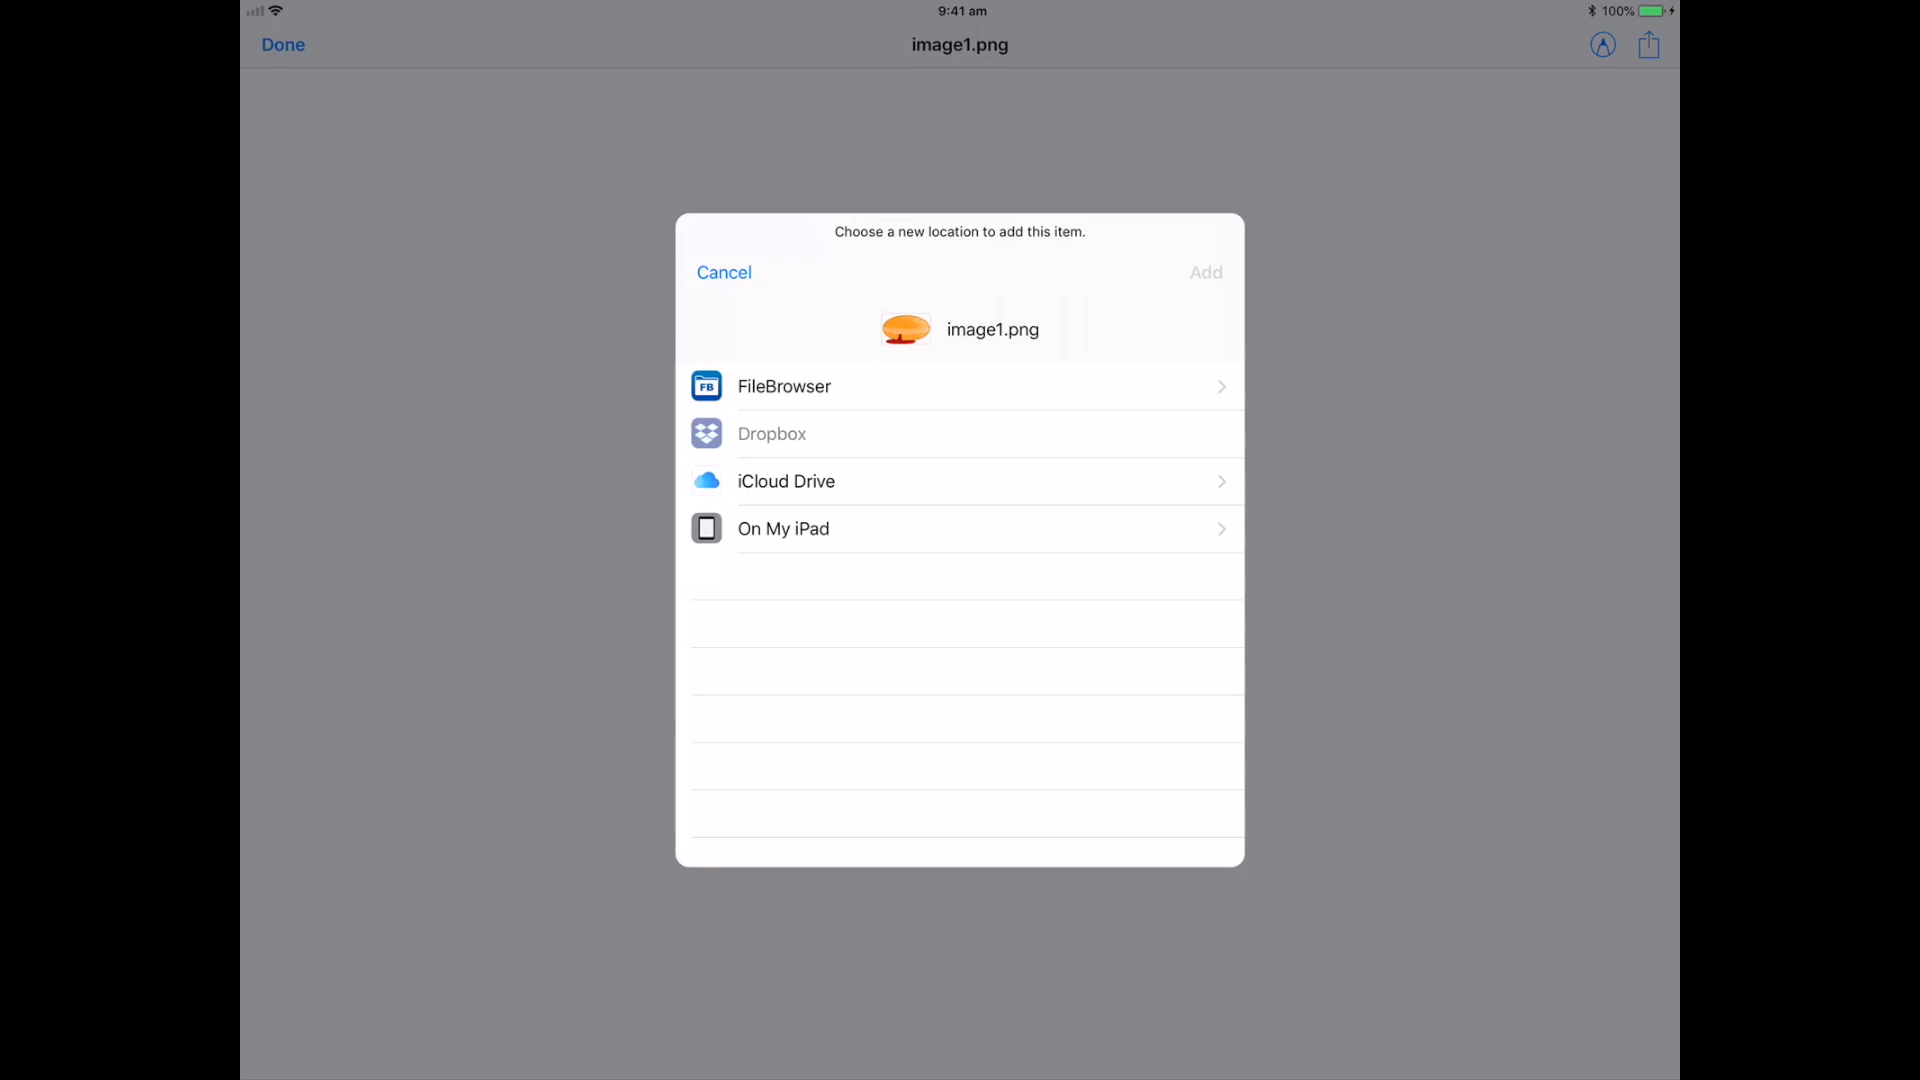 9:41 am
100%
Done
image1.png
Choose a new location to add this item.
Cancel
Add
image1.png
FB
FileBrowser
Dropbox
iCloud Drive
On My iPad